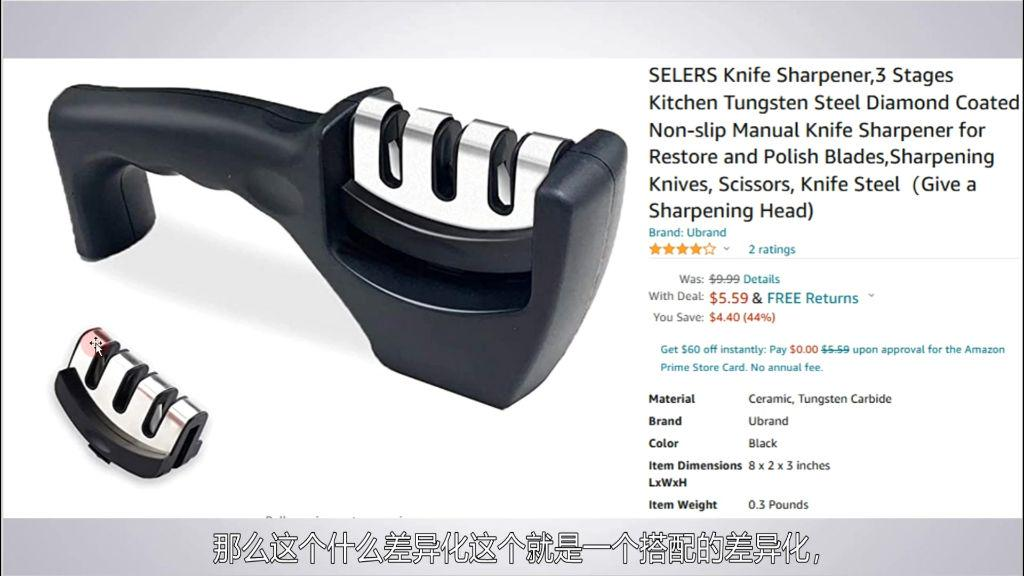 SELERS Knife Sharpener,3 Stages
Kitchen Tungsten Steel Diamond Coated
Non-slip Manual Knife Sharpener for
Restore and Polish Blades,Sharpening
Knives, Scissors, Knife Steel（Give a
Sharpening Head)
Brand: Ubrand
2 ratings
Was: $9.99 Details
With Deal: $5.59 & FREE Returns
You Save: $4.40 (44%)
Get $60 off instantly: Pay $0.00 $5.59 upon approval for the Amazon
Prime Store Card. No annual fee.
Material Ceramic, Tungsten Carbide
Brand Ubrand
Color Black
Item Dimensions 8 x 2 x 3 inches
LxWxH
Item Weight 0.3 Pounds
那么这个什么差异化这个就是一个搭配的差异化，